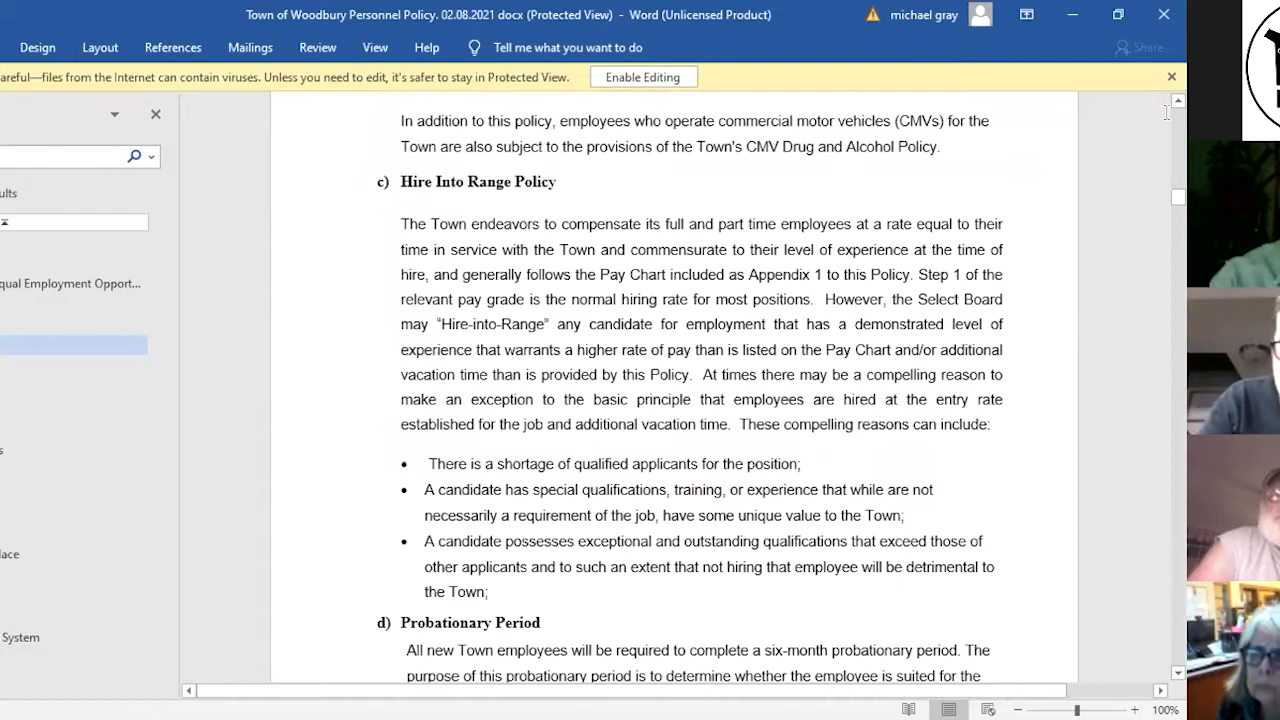 Town of Woodbury Personnel Policy. 02.08.2021 docx (Protected View) - Word (Unlicensed Product)
michael gray
Design Layout References Mailings Review View Help Tell me what you want to do Share
areful—files from the Internet can contain viruses. Unless you need to edit, it's safer to stay in Protected View. Enable Editing
In addition to this policy, employees who operate commercial motor vehicles (CMVs) for the
Town are also subject to the provisions of the Town's CMV Drug and Alcohol Policy.
c) Hire Into Range Policy
ults
The Town endeavors to compensate its full and part time employees at a rate equal to their
time in service with the Town and commensurate to their level of experience at the time of
hire, and generally follows the Pay Chart included as Appendix 1 to this Policy. Step 1 of the
qual Employment Opport...
relevant pay grade is the normal hiring rate for most positions. However, the Select Board
may “Hire-into-Range” any candidate for employment that has a demonstrated level of
experience that warrants a higher rate of pay than is listed on the Pay Chart and/or additional
vacation time than is provided by this Policy. At times there may be a compelling reason to
make an exception to the basic principle that employees are hired at the entry rate
established for the job and additional vacation time. These compelling reasons can include:
s
• There is a shortage of qualified applicants for the position;
• A candidate has special qualifications, training, or experience that while are not
necessarily a requirement of the job, have some unique value to the Town;
• A candidate possesses exceptional and outstanding qualifications that exceed those of
lace
other applicants and to such an extent that not hiring that employee will be detrimental to
the Town;
d) Probationary Period
System
All new Town employees will be required to complete a six-month probationary period. The
purpose of this probationary period is to determine whether the employee is suited for the
100%